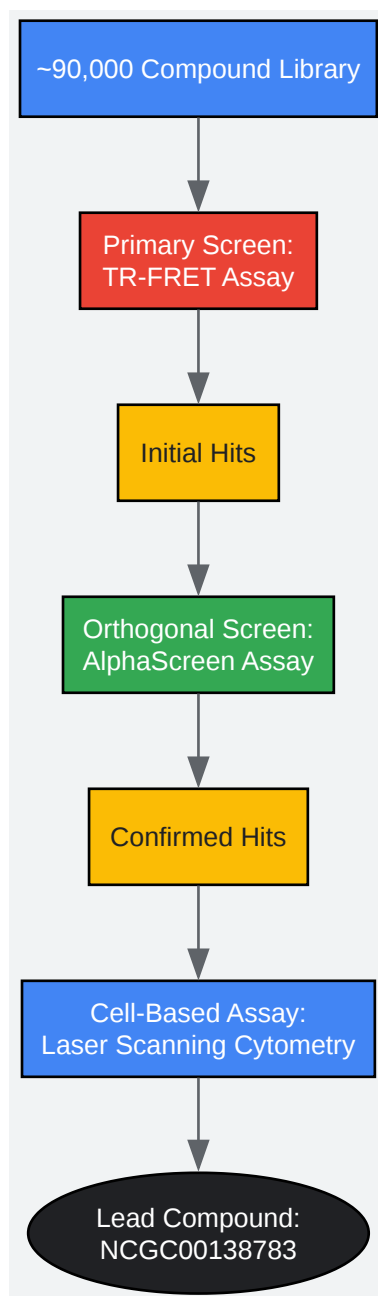 ~90,000 Compound Library
Primary Screen:
TR-FRET Assay
Initial Hits
Orthogonal Screen:
AlphaScreen Assay
Confirmed Hits
Cell-Based Assay:
Laser Scanning Cytometry
Lead Compound:
NCGC00138783